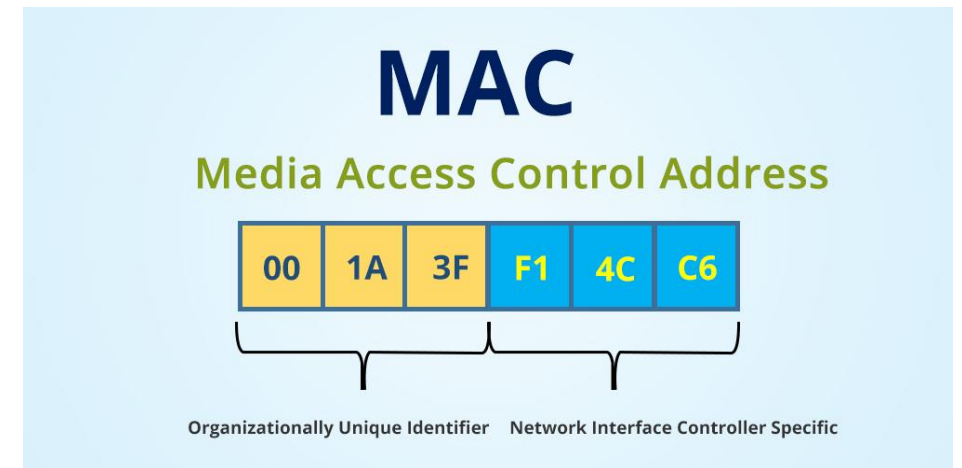 MAC
Media Access Control Address
00 1A 3F F1 4C C6
Organizationally Unique Identifier Network Interface Controller Specific